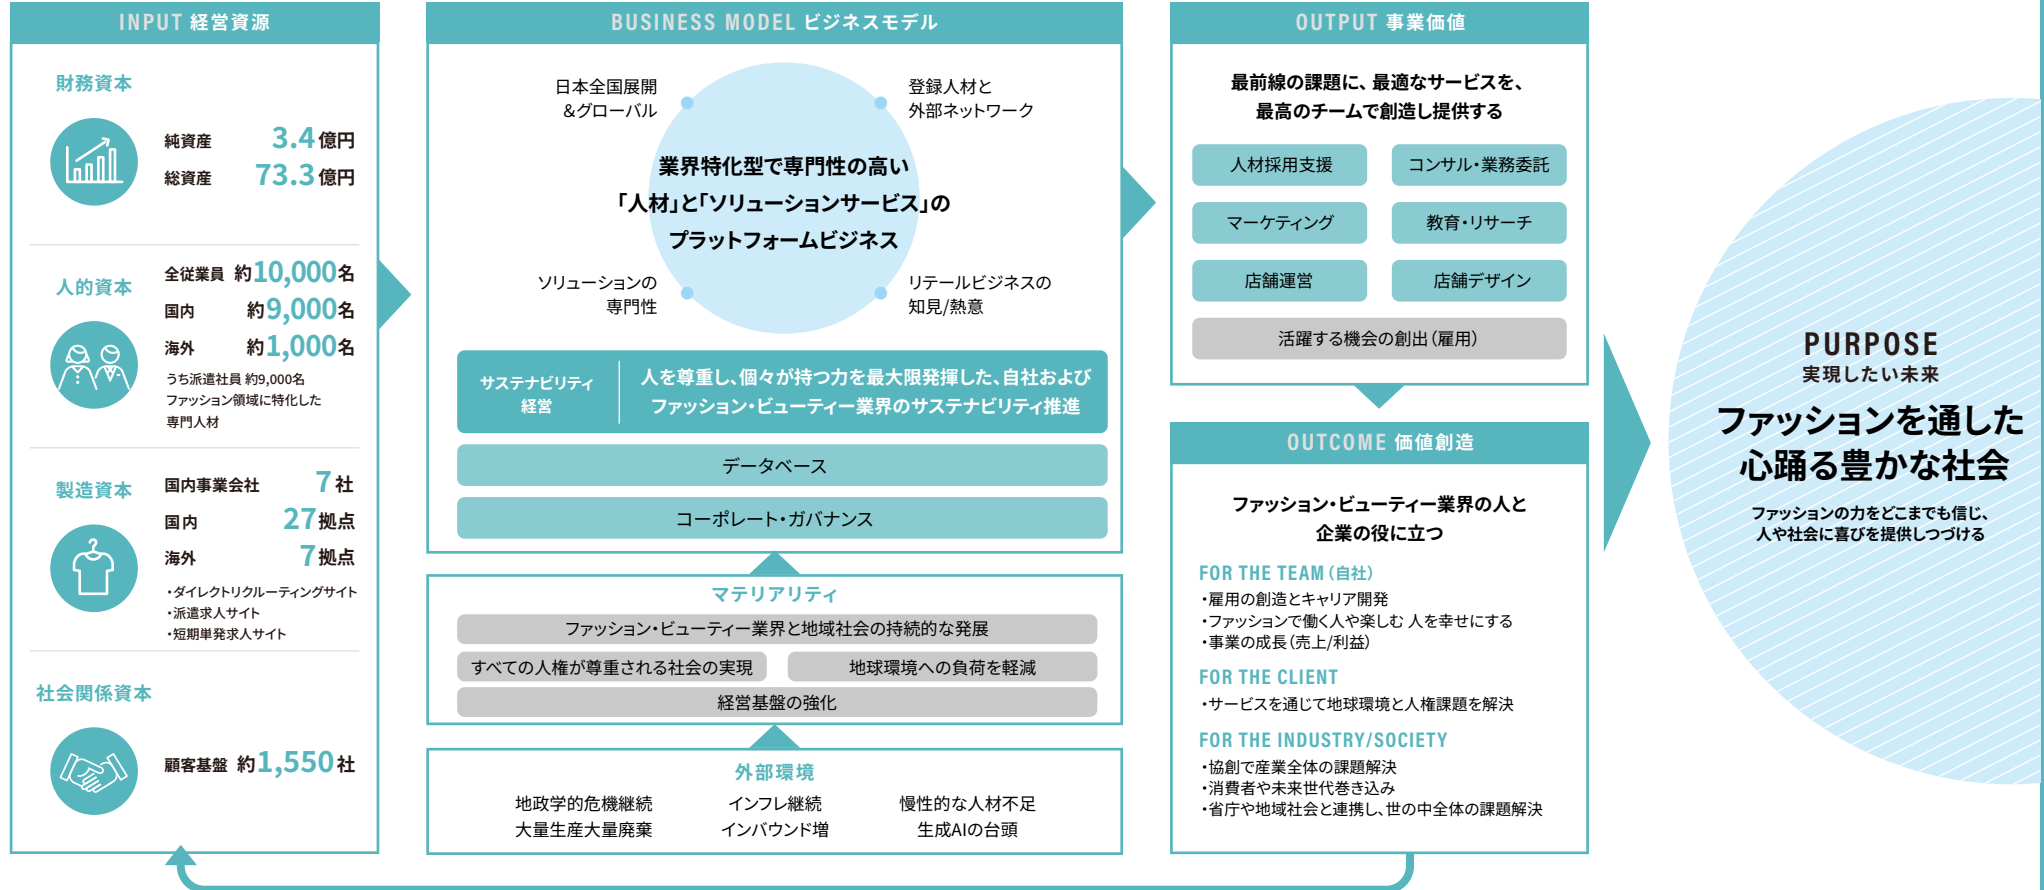 INPUT 経営資源
財務資本
純資産 3.4億円
総資産 73.3億円
人的資本
全従業員 約10,000名
国内 約9,000名
海外 約1,000名
うち派遣社員 約9,000名
ファッション領域に特化した
専門人材
製造資本
国内事業会社 7社
国内 27拠点
海外 7拠点
・ダイレクトリクルーティングサイト
・派遣求人サイト
・短期単発求人サイト
社会関係資本
顧客基盤 約1,550社
BUSINESS MODEL ビジネスモデル
日本全国展開
&グローバル
登録人材と
外部ネットワーク
業界特化型で専門性の高い
「人材」と「ソリューションサービス」の
プラットフォームビジネス
ソリューションの
専門性
リテールビジネスの
知見/熱意
サステナビリティ
経営
人を尊重し、個々が持つ力を最大限発揮した、自社および
ファッション・ビューティー業界のサステナビリティ推進
データベース
コーポレート・ガバナンス
マテリアリティ
ファッション・ビューティー業界と地域社会の持続的な発展
すべての人権が尊重される社会の実現
地球環境への負荷を軽減
経営基盤の強化
外部環境
地政学的危機継続 インフレ継続 慢性的な人材不足
大量生産大量廃棄 インバウンド増 生成AIの台頭
OUTPUT 事業価値
最前線の課題に、最適なサービスを、
最高のチームで創造し提供する
人材採用支援 コンサル・業務委託
マーケティング 教育・リサーチ
店舗運営 店舗デザイン
活躍する機会の創出(雇用)
OUTCOME 価値創造
ファッション・ビューティー業界の人と
企業の役に立つ
FOR THE TEAM(自社)
・雇用の創造とキャリア開発
・ファッションで働く人や楽しむ 人を幸せにする
・事業の成長(売上/利益)
FOR THE CLIENT
・サービスを通じて地球環境と人権課題を解決
FOR THE INDUSTRY/SOCIETY
・協創で産業全体の課題解決
・消費者や未来世代巻き込み
・省庁や地域社会と連携し、世の中全体の課題解決
PURPOSE
実現したい未来
ファッションを通した
心踊る豊かな社会
ファッションの力をどこまでも信じ、
人や社会に喜びを提供しつづける